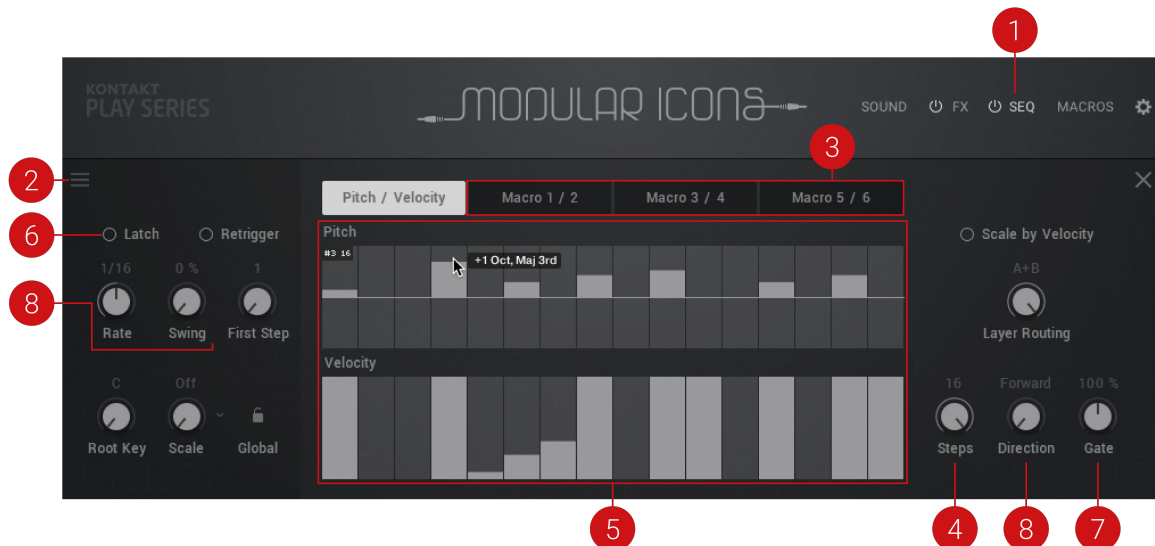 1
KONTAKT
PLAY SERIES
MODULAR ICONS
SOUND FX SEQ MACROS
3
2
Pitch / Velocity Macro 1 / 2 Macro 3 / 4 Macro 5 / 6
6
Latch Retrigger
Pitch
#3 16
+1 Oct, Maj 3rd
Scale by Velocity
1/16 0 % 1
A+B
8
Rate Swing First Step
Layer Routing
Velocity
C Off
16 Forward 100 %
Root Key Scale Global
Steps Direction Gate
5
4 8 7